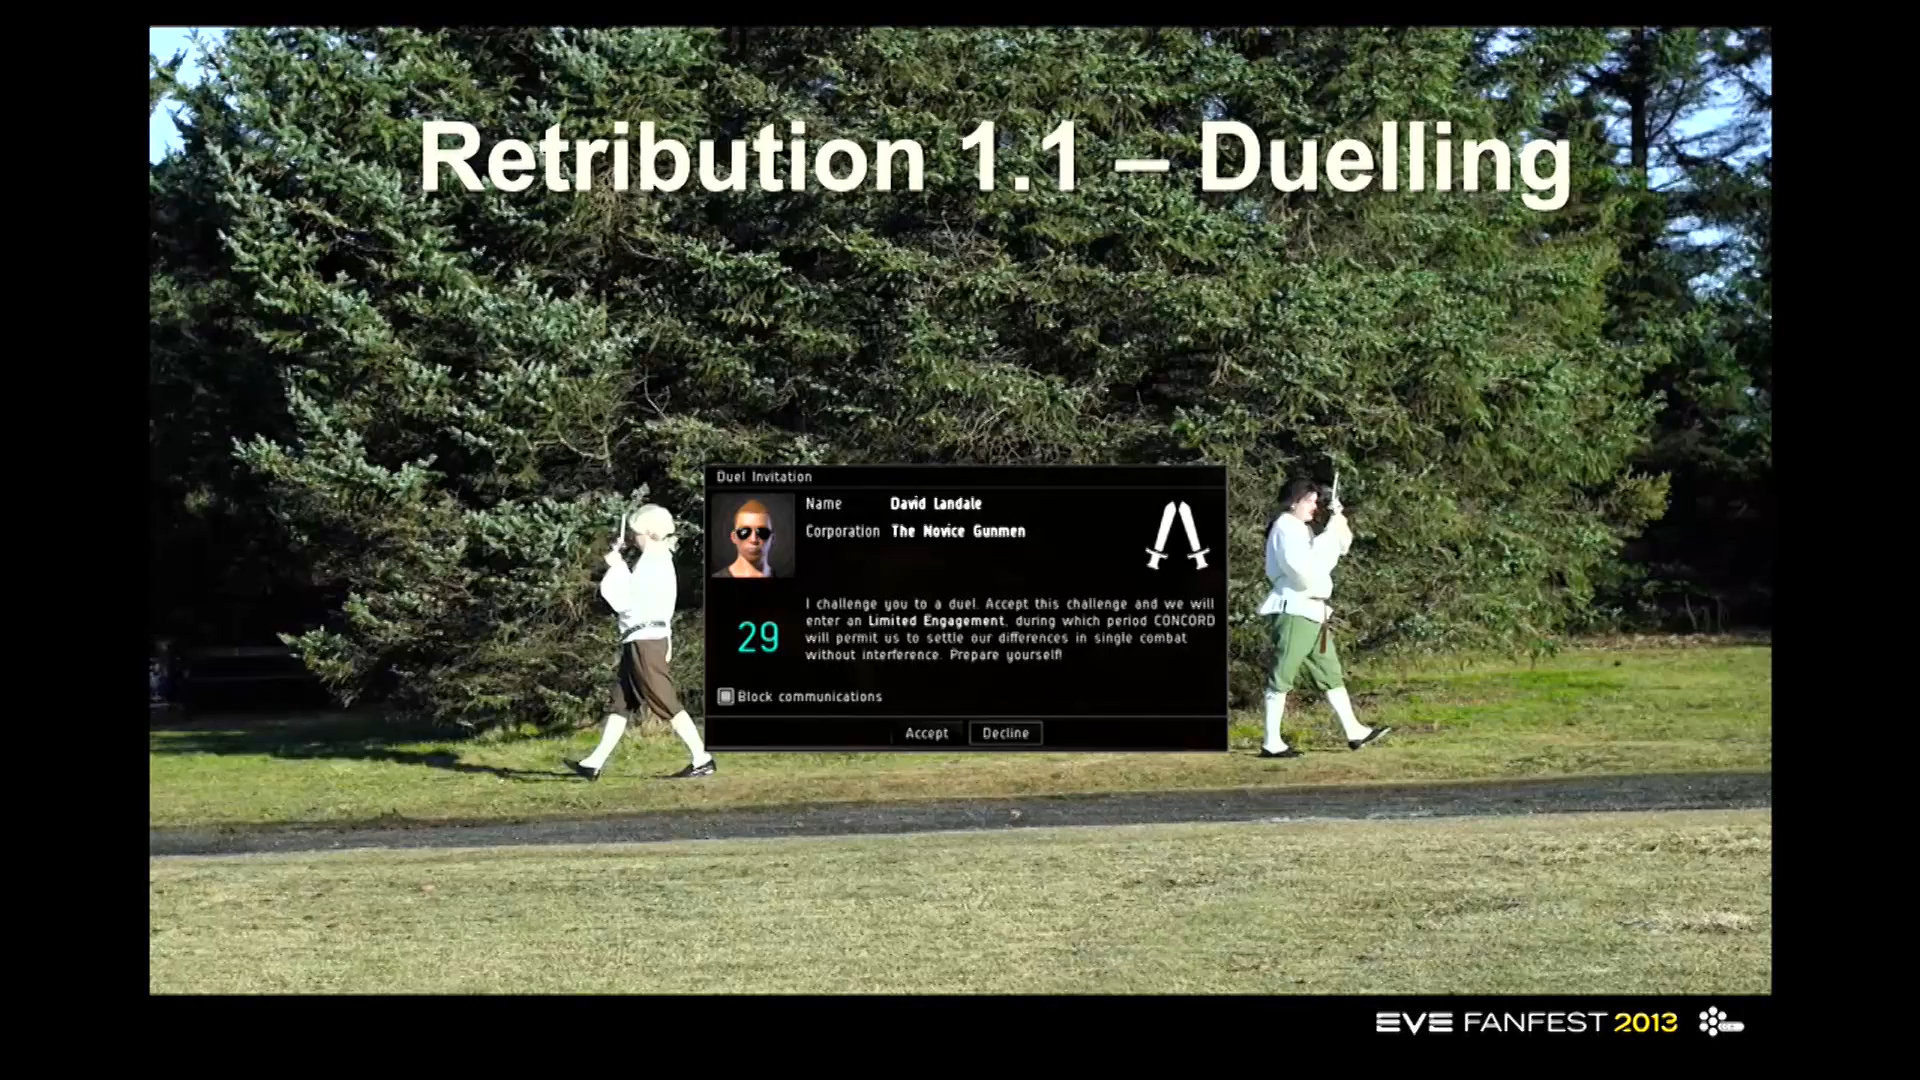 Retribution 1.1 – Duelling
Duel Invitation
Name David Landale
Corporation The Novice Gunmen
I challenge you to a duel. Accept this challenge and we will
enter an Limited Engagement, during which period CONCORD
will permit us to settle our differences in single combat
without interference. Prepare yourself!
29
Block communications
Accept Decline
EVE FANFEST 2013